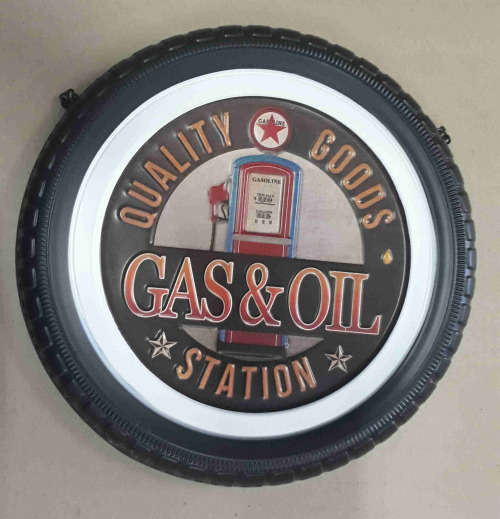 QUALITY GOODS
GASOLINE
GASOLINE
GAS & OIL
STATION